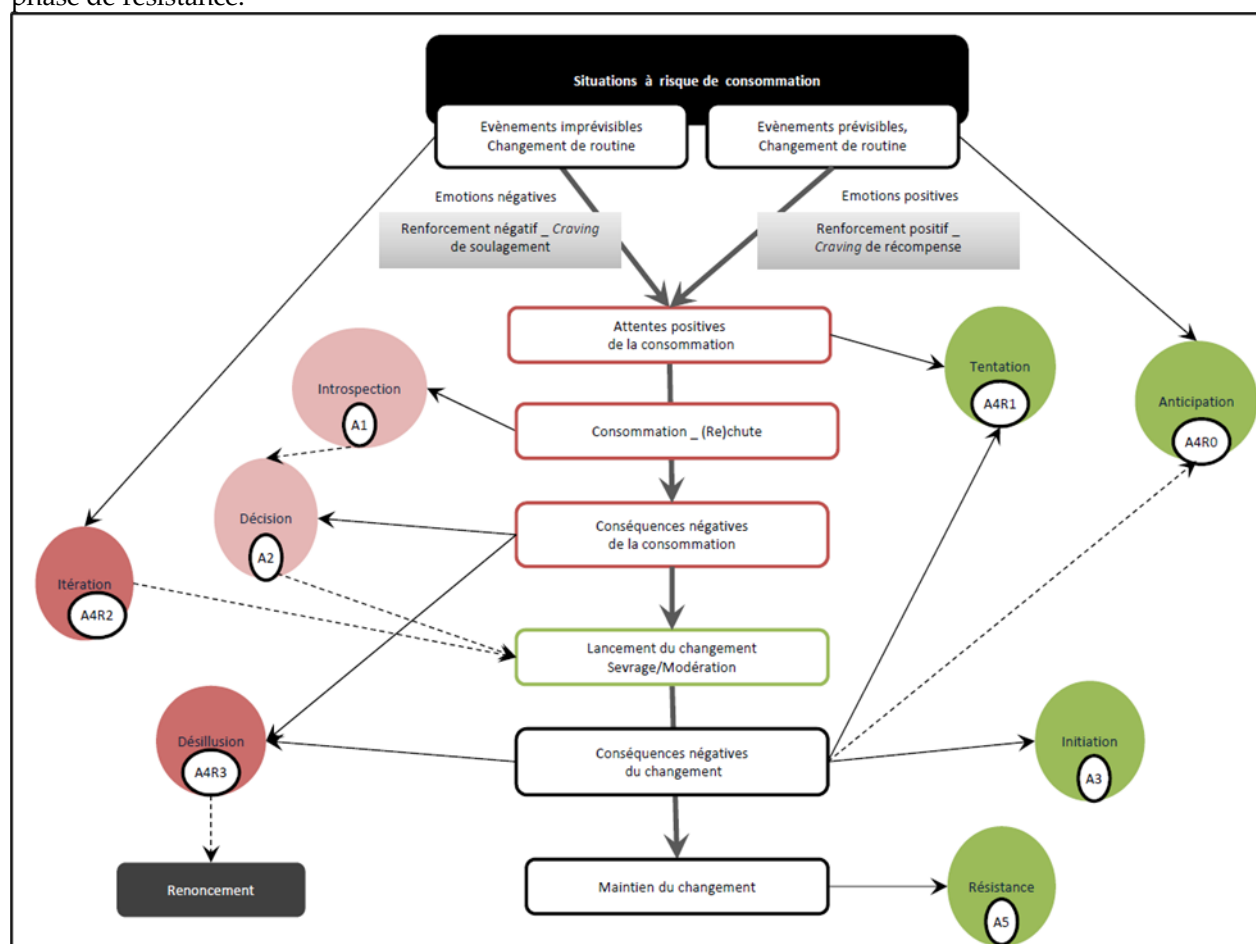 phase de résistance.
Situations à risque de consommation
Evènements imprévisibles
Changement de routine
Evènements prévisibles,
Changement de routine
Emotions négatives
Emotions positives
Renforcement négatif _ Craving
de soulagement
Renforcement positif _
Craving de récompense
Attentes positives
de la consommation
Tentation
A4R1
Anticipation
A4R0
Introspection
A1
Consommation _ (Re)chute
Décision
A2
Conséquences négatives
de la consommation
Itération
A4R2
Lancement du changement
Sevrage/Modération
Désillusion
A4R3
Conséquences négatives
du changement
Initiation
A3
Renoncement
Maintien du changement
Résistance
A5